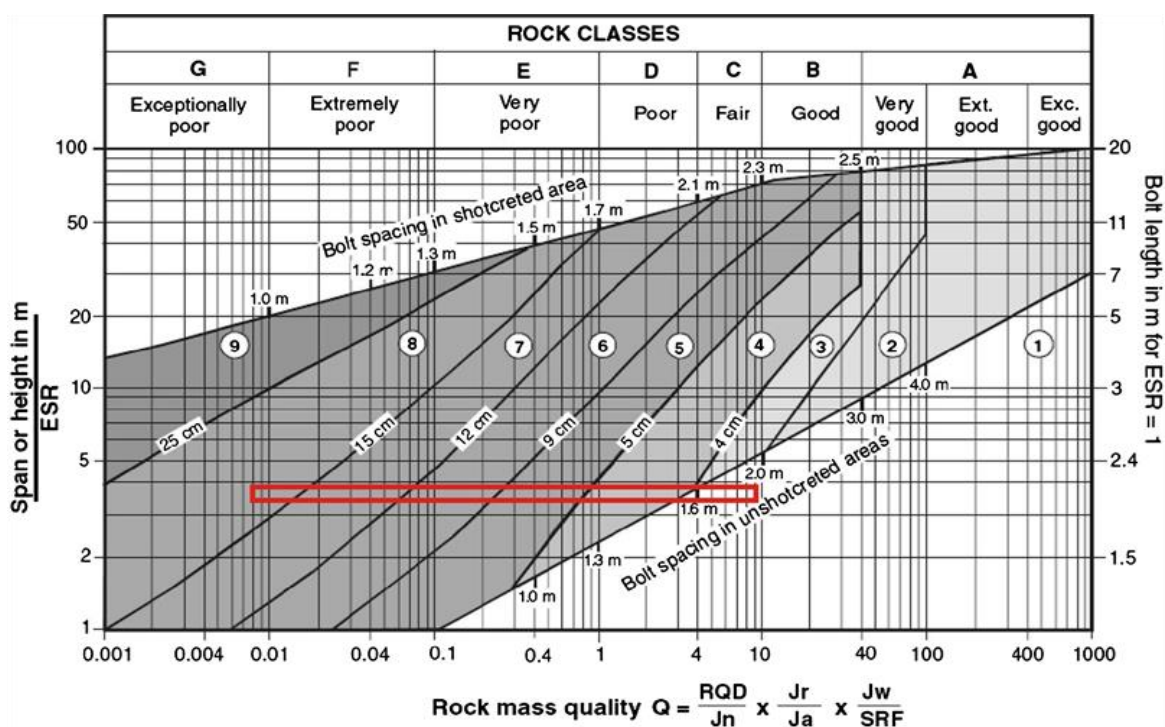 ROCK CLASSES
G F E D C B A
Exceptionally poor
Extremely poor
Very poor
Poor
Fair
Good
Very good
Ext. good
Exc. good
100
50
20
10
5
2
1
Span or height in m
ESR
20
11
7
5
3
2.4
1.5
Bolt length in m for ESR = 1
Bolt spacing in shotcreted area
1.0 m
1.2 m
1.3 m
1.5 m
1.7 m
2.1 m
2.3 m
2.5 m
9 8 7 6 5 4 3 2 1
25 cm
15 cm
12 cm
9 cm
5 cm
4 cm
1.0 m
1.3 m
1.6 m
2.0 m
3.0 m
4.0 m
Bolt spacing in unshotcreted areas
0.001 0.004 0.01 0.04 0.1 0.4 1 4 10 40 100 400 1000
Rock mass quality Q = RQD/Jn x Jr/Ja x Jw/SRF